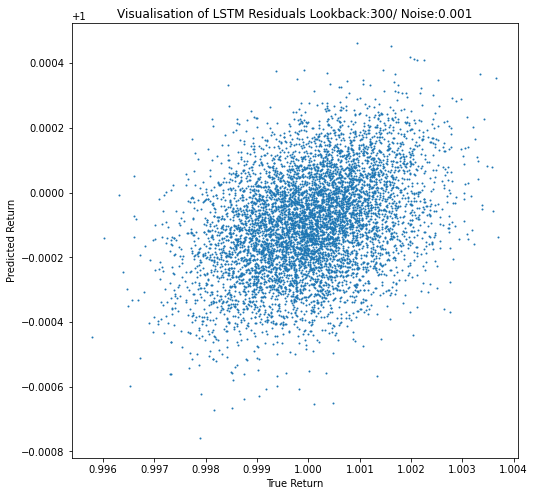 Visualisation of LSTM Residuals Lookback:300/ Noise:0.001
+1
0.0004
0.0002
0.0000
−0.0002
−0.0004
−0.0006
−0.0008
Predicted Return
0.996 0.997 0.998 0.999 1.000 1.001 1.002 1.003 1.004
True Return